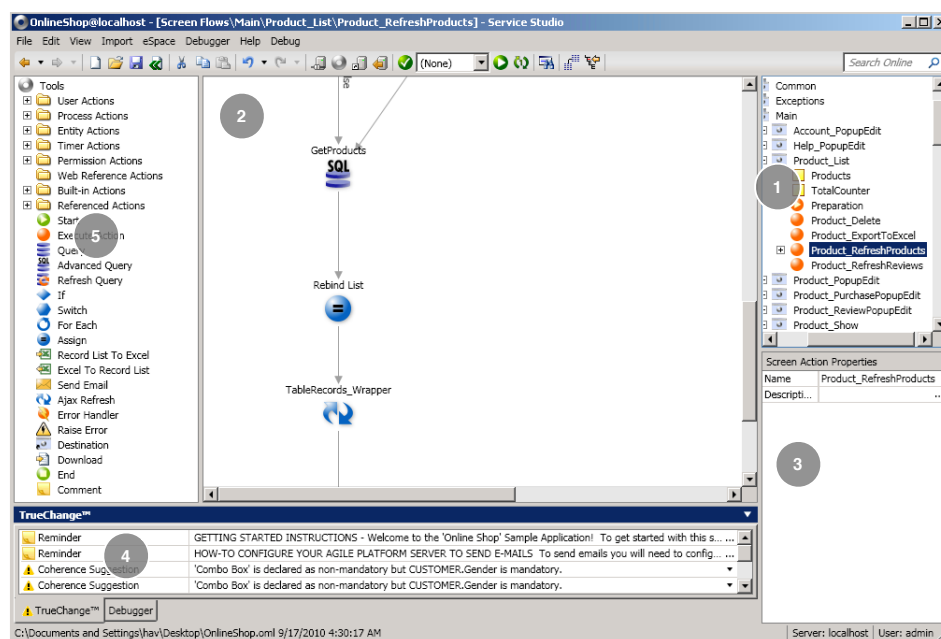 OnlineShop@localhost - [Screen Flows\Main\Product_List\Product_RefreshProducts] - Service Studio
File Edit View Import eSpace Debugger Help Debug
(None)
Search Online
Tools
User Actions
Process Actions
Entity Actions
Timer Actions
Permission Actions
Web Reference Actions
Built-in Actions
Referenced Actions
Start
Execute Action
Query
Advanced Query
Refresh Query
If
Switch
For Each
Assign
Record List To Excel
Excel To Record List
Send Email
Ajax Refresh
Error Handler
Raise Error
Destination
Download
End
Comment
5
2
GetProducts
SQL
Rebind List
=
TableRecords_Wrapper
Common
Exceptions
Main
Account_PopupEdit
Help_PopupEdit
Product_List
Products
TotalCounter
Preparation
Product_Delete
Product_ExportToExcel
Product_RefreshProducts
Product_RefreshReviews
Product_PopupEdit
Product_PurchasePopupEdit
Product_ReviewPopupEdit
Product_Show
1
Screen Action Properties
Name Product_RefreshProducts
Descripti... ...
3
TrueChange™
Reminder GETTING STARTED INSTRUCTIONS - Welcome to the 'Online Shop' Sample Application! To get started with this s... ...
Reminder HOW-TO CONFIGURE YOUR AGILE PLATFORM SERVER TO SEND E-MAILS To send emails you will need to config... ...
Coherence Suggestion 'Combo Box' is declared as non-mandatory but CUSTOMER.Gender is mandatory.
Coherence Suggestion 'Combo Box' is declared as non-mandatory but CUSTOMER.Gender is mandatory.
4
TrueChange™ Debugger
C:\Documents and Settings\hav\Desktop\OnlineShop.oml 9/17/2010 4:30:17 AM Server: localhost User: admin